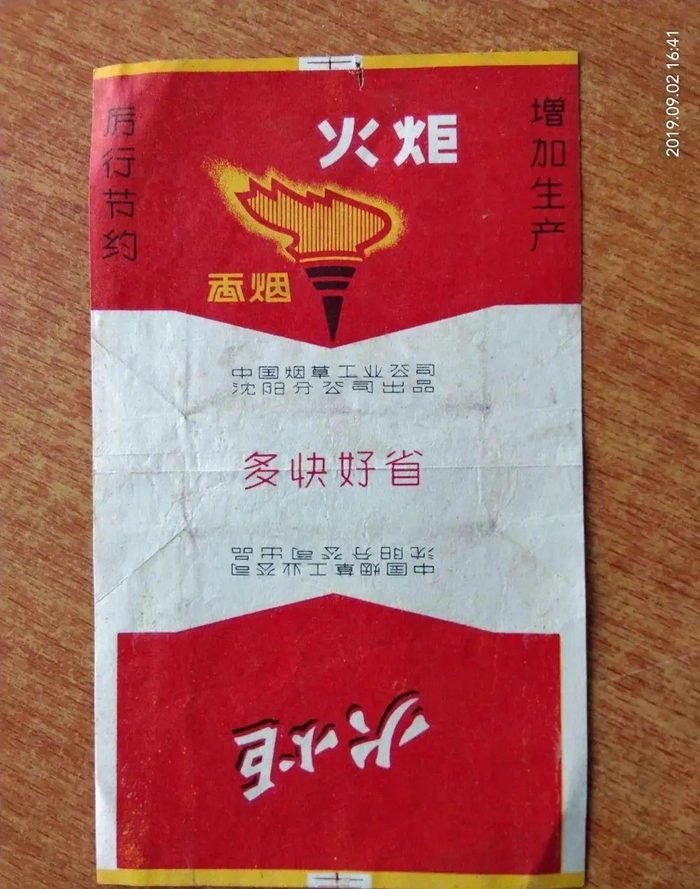 2019.09.02 16:41
火炬
增加生产
厉行节约
香烟
中国烟草工业公司
沈阳分公司出品
多快好省
中国烟草工业公司
沈阳分公司出品
火炬